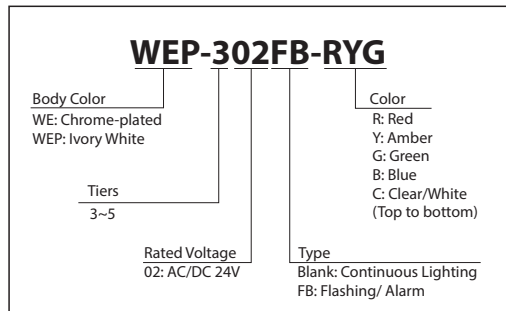 WEP-302FB-RYG
Body Color
WE: Chrome-plated
WEP: Ivory White
Color
R: Red
Y: Amber
G: Green
B: Blue
C: Clear/White
(Top to bottom)
Tiers
3~5
Rated Voltage
02: AC/DC 24V
Type
Blank: Continuous Lighting
FB: Flashing/ Alarm